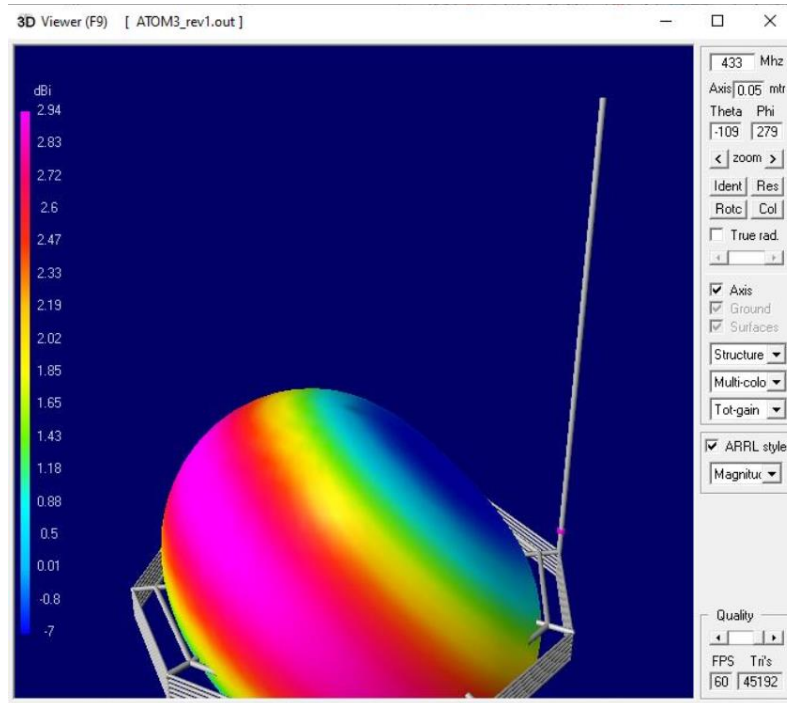 3D Viewer (F9) [ ATOM3_rev1.out ]
dBi
2.94
2.83
2.72
2.6
2.47
2.33
2.19
2.02
1.85
1.65
1.43
1.18
0.88
0.5
0.01
-0.8
-7
433 Mhz
Axis 0.05 mtr
Theta Phi
-109 279
< zoom >
Ident Res
Rotc Col
True rad.
Axis
Ground
Surfaces
Structure
Multi-colo
Tot-gain
ARRL style
Magnituc
Quality
FPS Tri's
60 45192